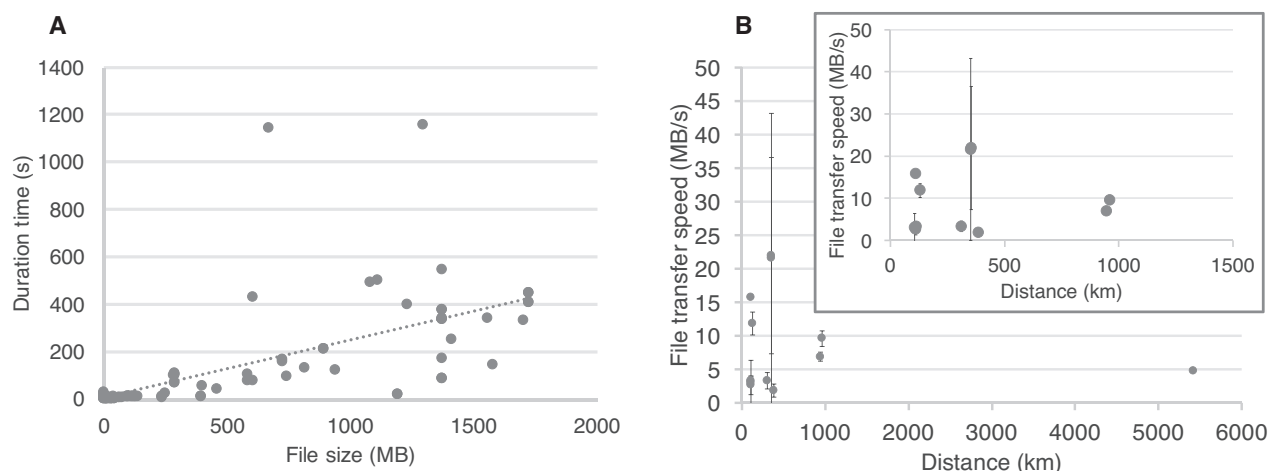 A
1400
1200
1000
800
600
400
200
0
Duration time (s)
0 500 1000 1500 2000
File size (MB)
B
50
45
40
35
30
25
20
15
10
5
0
File transfer speed (MB/s)
0 1000 2000 3000 4000 5000 6000
Distance (km)
50
40
30
20
10
0
File transfer speed (MB/s)
0 500 1000 1500
Distance (km)